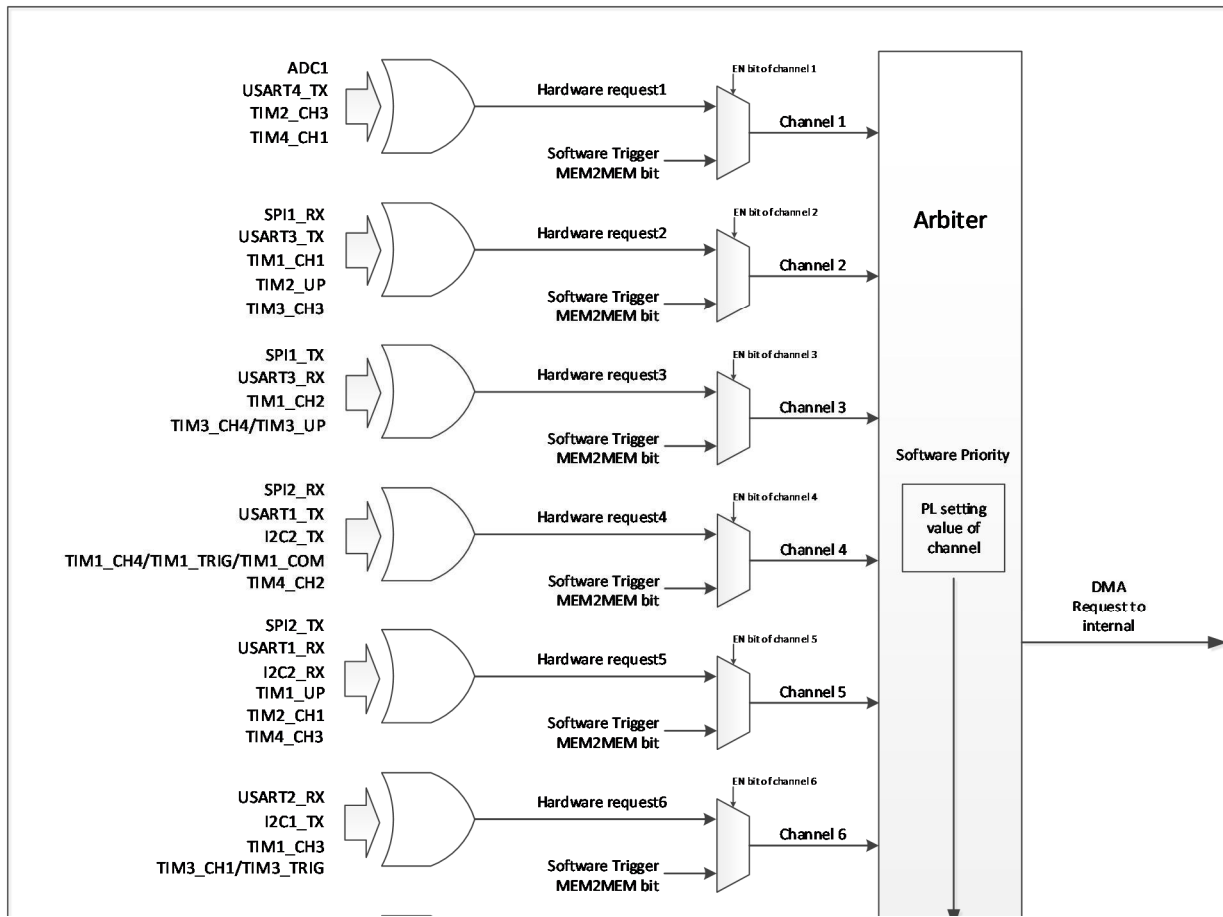 ADC1
USART4_TX
TIM2_CH3
TIM4_CH1
Hardware request1
Software Trigger
MEM2MEM bit
EN bit of channel 1
Channel 1
SPI1_RX
USART3_TX
TIM1_CH1
TIM2_UP
TIM3_CH3
Hardware request2
Software Trigger
MEM2MEM bit
EN bit of channel 2
Channel 2
SPI1_TX
USART3_RX
TIM1_CH2
TIM3_CH4/TIM3_UP
Hardware request3
Software Trigger
MEM2MEM bit
EN bit of channel 3
Channel 3
SPI2_RX
USART1_TX
I2C2_TX
TIM1_CH4/TIM1_TRIG/TIM1_COM
TIM4_CH2
Hardware request4
Software Trigger
MEM2MEM bit
EN bit of channel 4
Channel 4
SPI2_TX
USART1_RX
I2C2_RX
TIM1_UP
TIM2_CH1
TIM4_CH3
Hardware request5
Software Trigger
MEM2MEM bit
EN bit of channel 5
Channel 5
USART2_RX
I2C1_TX
TIM1_CH3
TIM3_CH1/TIM3_TRIG
Hardware request6
Software Trigger
MEM2MEM bit
EN bit of channel 6
Channel 6
Arbiter
Software Priority
PL setting
value of
channel
DMA
Request to
internal